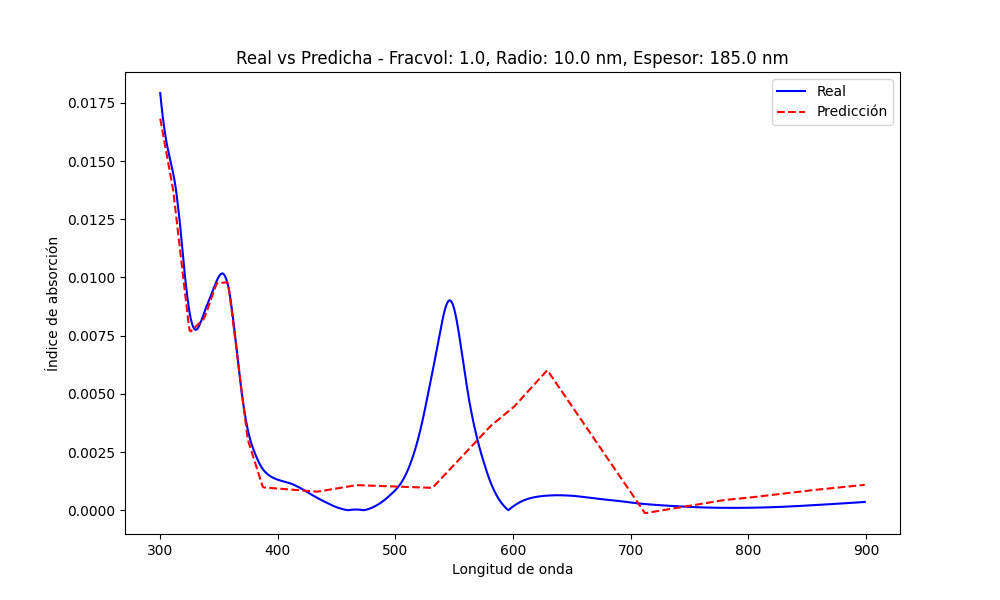 Real vs Predicha - Fracvol: 1.0, Radio: 10.0 nm, Espesor: 185.0 nm
Real
Predicción
Índice de absorción
0.0175
0.0150
0.0125
0.0100
0.0075
0.0050
0.0025
0.0000
300 400 500 600 700 800 900
Longitud de onda